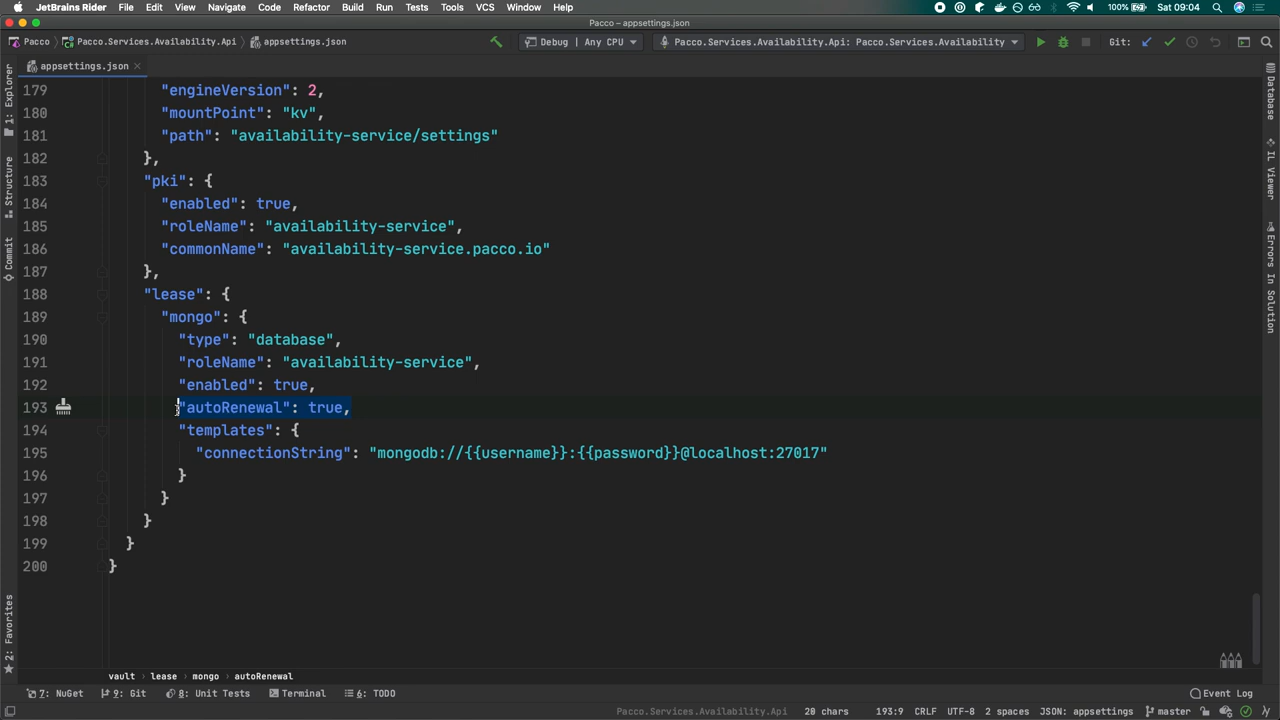 JetBrains Rider File Edit View Navigate Code Refactor Build Run Tests Tools VCS Window Help 100% Sat 09:04
Pacco – appsettings.json
Pacco Pacco.Services.Availability.Api appsettings.json Debug | Any CPU Pacco.Services.Availability.Api: Pacco.Services.Availability Git:
appsettings.json
1: Explorer
Structure
Commit
2: Favorites
179 "engineVersion": 2,
180 "mountPoint": "kv",
181 "path": "availability-service/settings"
182 },
183 "pki": {
184 "enabled": true,
185 "roleName": "availability-service",
186 "commonName": "availability-service.pacco.io"
187 },
188 "lease": {
189 "mongo": {
190 "type": "database",
191 "roleName": "availability-service",
192 "enabled": true,
193 "autoRenewal": true,
194 "templates": {
195 "connectionString": "mongodb://{{username}}:{{password}}@localhost:27017"
196 }
197 }
198 }
199 }
200 }
Database
IL Viewer
Errors In Solution
vault › lease › mongo › autoRenewal
7: NuGet 9: Git 8: Unit Tests Terminal 6: TODO Event Log
Pacco.Services.Availability.Api 20 chars 193:9 CRLF UTF-8 2 spaces JSON: appsettings master